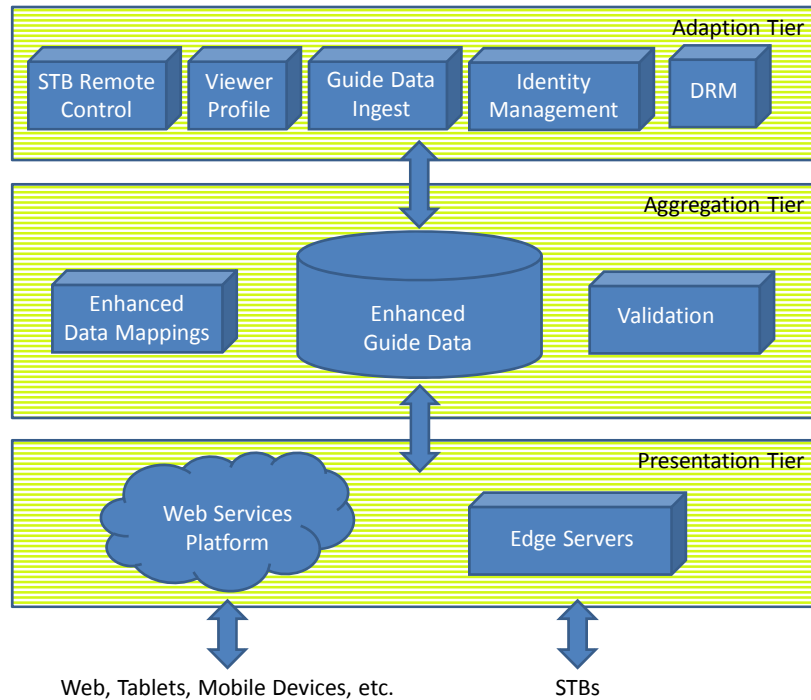 Adaption Tier
STB Remote
Control
Viewer
Profile
Guide Data
Ingest
Identity
Management
DRM
Aggregation Tier
Enhanced
Data Mappings
Enhanced
Guide Data
Validation
Presentation Tier
Web Services
Platform
Edge Servers
Web, Tablets, Mobile Devices, etc.
STBs